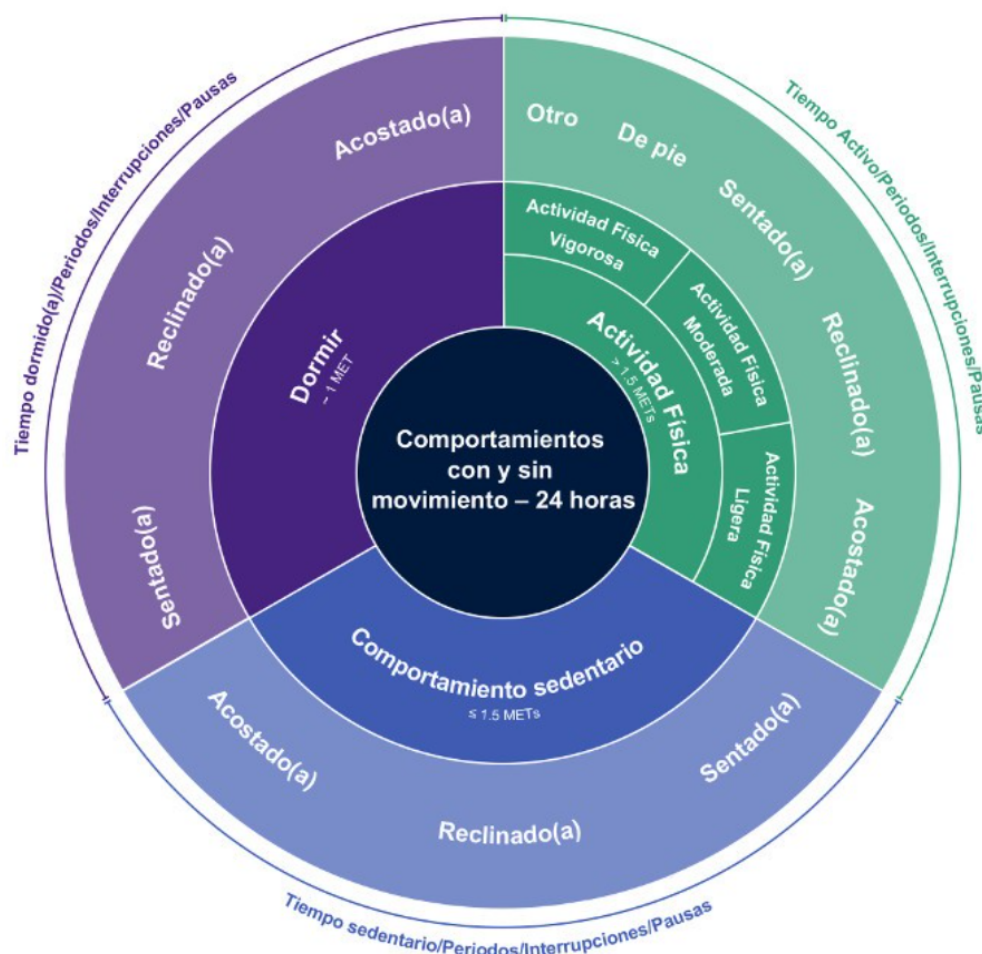 Comportamientos
con y sin
movimiento – 24 horas
Actividad Física
> 1.5 METs
Actividad Física
Vigorosa
Actividad Física
Moderada
Actividad Física
Ligera
Otro
De pie
Sentado(a)
Reclinado(a)
Acostado(a)
Tiempo Activo/Periodos/Interrupciones/Pausas
Comportamiento sedentario
≤ 1.5 METs
Sentado(a)
Reclinado(a)
Acostado(a)
Tiempo sedentario/Periodos/Interrupciones/Pausas
Dormir
~ 1 MET
Sentado(a)
Reclinado(a)
Acostado(a)
Tiempo dormido(a)/Periodos/Interrupciones/Pausas